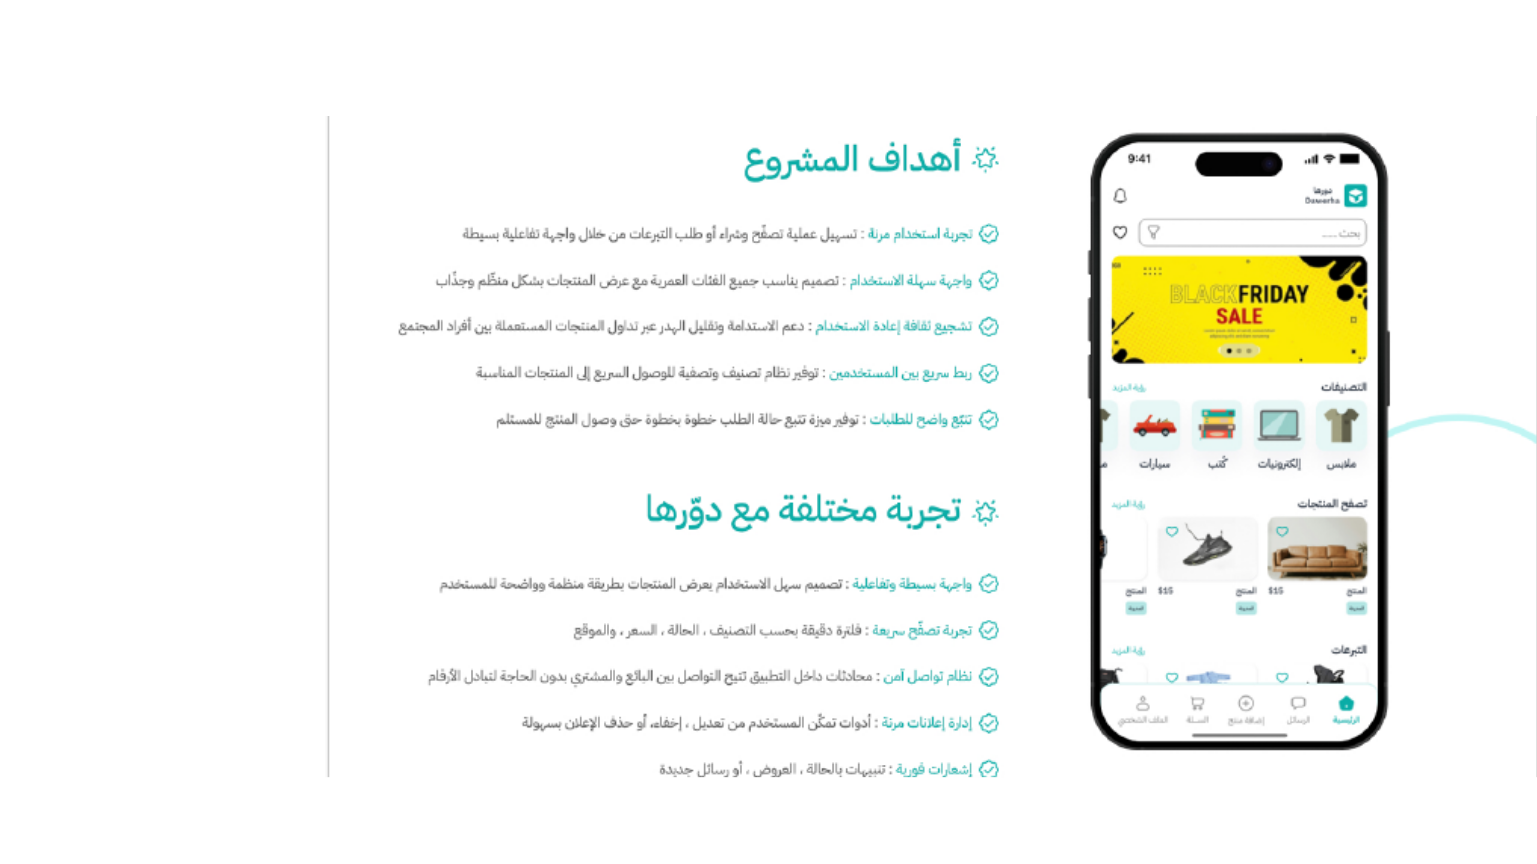 أهداف المشروع
تجربة استخدام مرنة : تسهيل عملية تصفّح وشراء أو طلب التبرعات من خلال واجهة تفاعلية بسيطة
واجهة سهلة الاستخدام : تصميم يناسب جميع الفئات العمرية مع عرض المنتجات بشكل منظّم وجذّاب
تشجيع ثقافة إعادة الاستخدام : دعم الاستدامة وتقليل الهدر عبر تداول المنتجات المستعملة بين أفراد المجتمع
ربط سريع بين المستخدمين : توفير نظام تصنيف وتصفية للوصول السريع إلى المنتجات المناسبة
تتبّع واضح للطلبات : توفير ميزة تتبع حالة الطلب خطوة بخطوة حتى وصول المنتج للمستلم
تجربة مختلفة مع دوّرها
واجهة بسيطة وتفاعلية : تصميم سهل الاستخدام يعرض المنتجات بطريقة منظمة وواضحة للمستخدم
تجربة تصفّح سريعة : فلترة دقيقة بحسب التصنيف ، الحالة ، السعر ، والموقع
نظام تواصل آمن : محادثات داخل التطبيق تتيح التواصل بين البائع والمشتري بدون الحاجة لتبادل الأرقام
إدارة إعلانات مرنة : أدوات تمكّن المستخدم من تعديل ، إخفاء، أو حذف الإعلان بسهولة
إشعارات فورية : تنبيهات بالحالة ، العروض ، أو رسائل جديدة
9:41
دورها
Dawerha
بحث .....
BLACKFRIDAY
SALE
التصنيفات
رؤية المزيد
ملابس
إلكترونيات
كُتب
سيارات
تصفح المنتجات
رؤية المزيد
المنتج
$15
المنتج
$15
المنتج
المدينة
المدينة
المدينة
التبرعات
رؤية المزيد
الرئيسية
الرسائل
إضافة منتج
السلة
الملف الشخصي